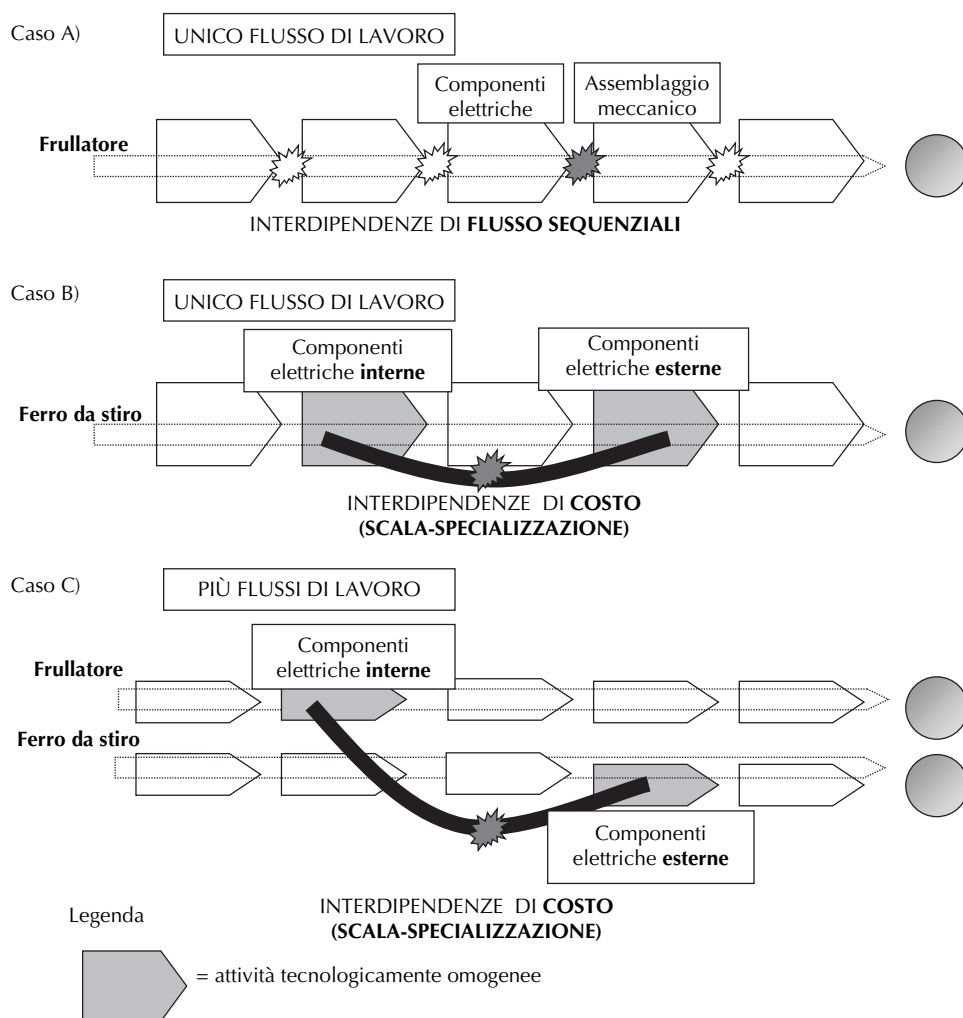 Caso A)
UNICO FLUSSO DI LAVORO
Componenti
elettriche
Assemblaggio
meccanico
Frullatore
INTERDIPENDENZE DI FLUSSO SEQUENZIALI
Caso B)
UNICO FLUSSO DI LAVORO
Componenti
elettriche interne
Componenti
elettriche esterne
Ferro da stiro
INTERDIPENDENZE DI COSTO
(SCALA-SPECIALIZZAZIONE)
Caso C)
PIÙ FLUSSI DI LAVORO
Componenti
elettriche interne
Frullatore
Ferro da stiro
Componenti
elettriche esterne
INTERDIPENDENZE DI COSTO
(SCALA-SPECIALIZZAZIONE)
Legenda
= attività tecnologicamente omogenee